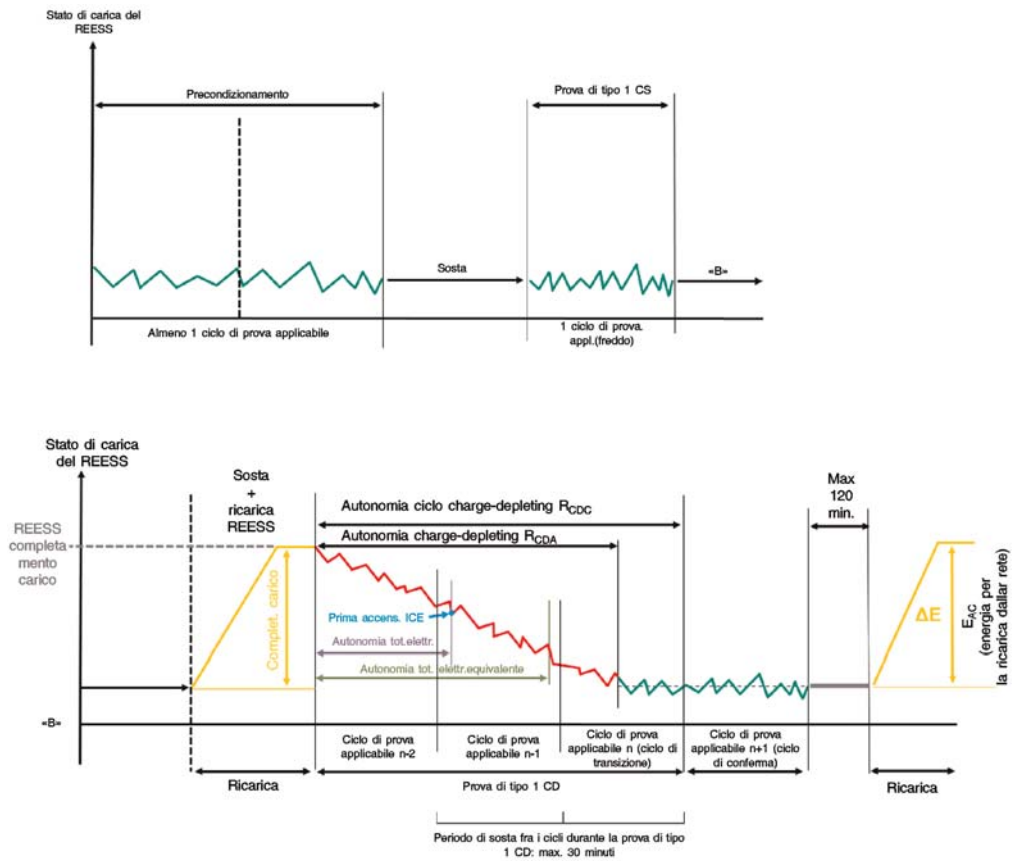 Stato di carica del
REESS
Precondizionamento
Prova di tipo 1 CS
Sosta
«B»
Almeno 1 ciclo di prova applicabile
1 ciclo di prova.
appl.(freddo)
Stato di carica
del REESS
Sosta
+
ricarica
REESS
Max
120
min.
Autonomia ciclo charge-depleting RCDC
REESS
completa
mento
carico
Autonomia charge-depleting RCDA
Complet. carico
Prima accens. ICE
Autonomia tot.elettr.
Autonomia tot. elettr.equivalente
ΔE
EAC
(energia per
la ricarica dallar rete)
«B»
Ciclo di prova
applicabile n-2
Ciclo di prova
applicabile n-1
Ciclo di prova
applicabile n (ciclo di
transizione)
Ciclo di prova
applicabile n+1 (ciclo
di conferma)
Ricarica
Prova di tipo 1 CD
Ricarica
Periodo di sosta fra i cicli durante la prova di tipo
1 CD: max. 30 minuti